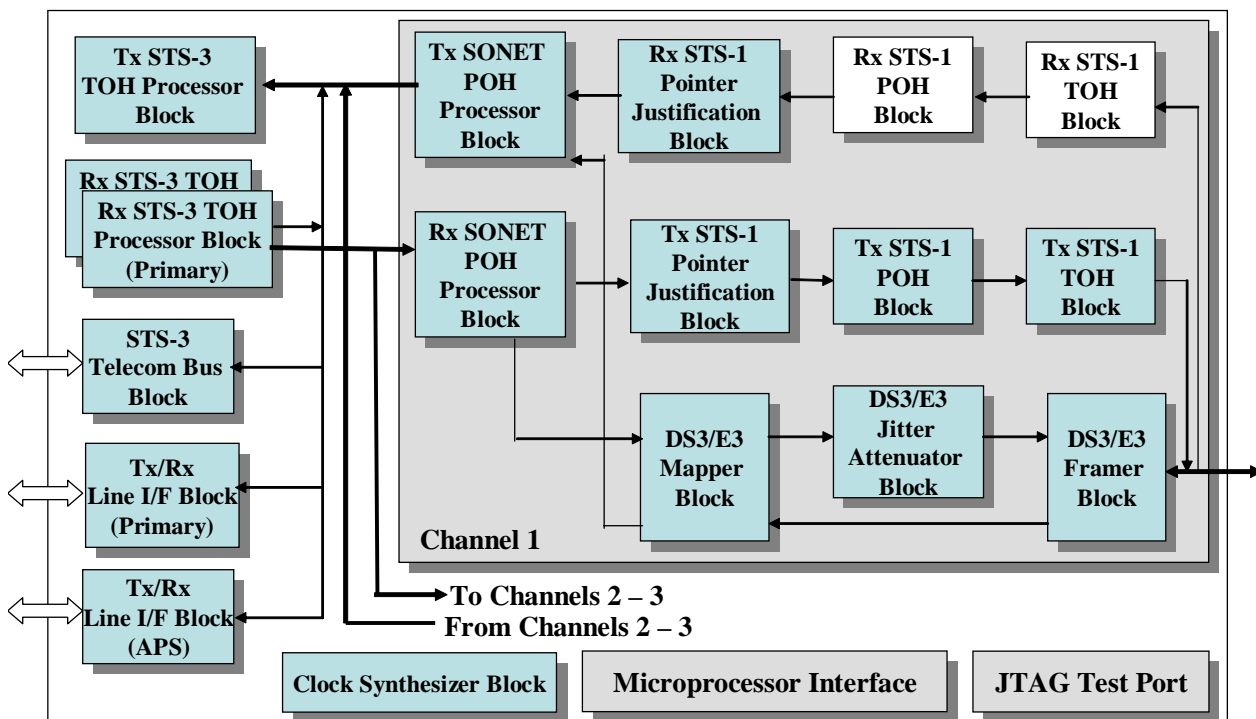 Tx STS-3
TOH Processor
Block
Rx STS-3 TOH
Rx STS-3 TOH
Processor Block
(Primary)
STS-3
Telecom Bus
Block
Tx/Rx
Line I/F Block
(Primary)
Tx/Rx
Line I/F Block
(APS)
Tx SONET
POH
Processor
Block
Rx STS-1
Pointer
Justification
Block
Rx STS-1
POH
Block
Rx STS-1
TOH
Block
Rx SONET
POH
Processor
Block
Tx STS-1
Pointer
Justification
Block
Tx STS-1
POH
Block
Tx STS-1
TOH
Block
DS3/E3
Mapper
Block
DS3/E3
Jitter
Attenuator
Block
DS3/E3
Framer
Block
Channel 1
To Channels 2 – 3
From Channels 2 – 3
Clock Synthesizer Block
Microprocessor Interface
JTAG Test Port